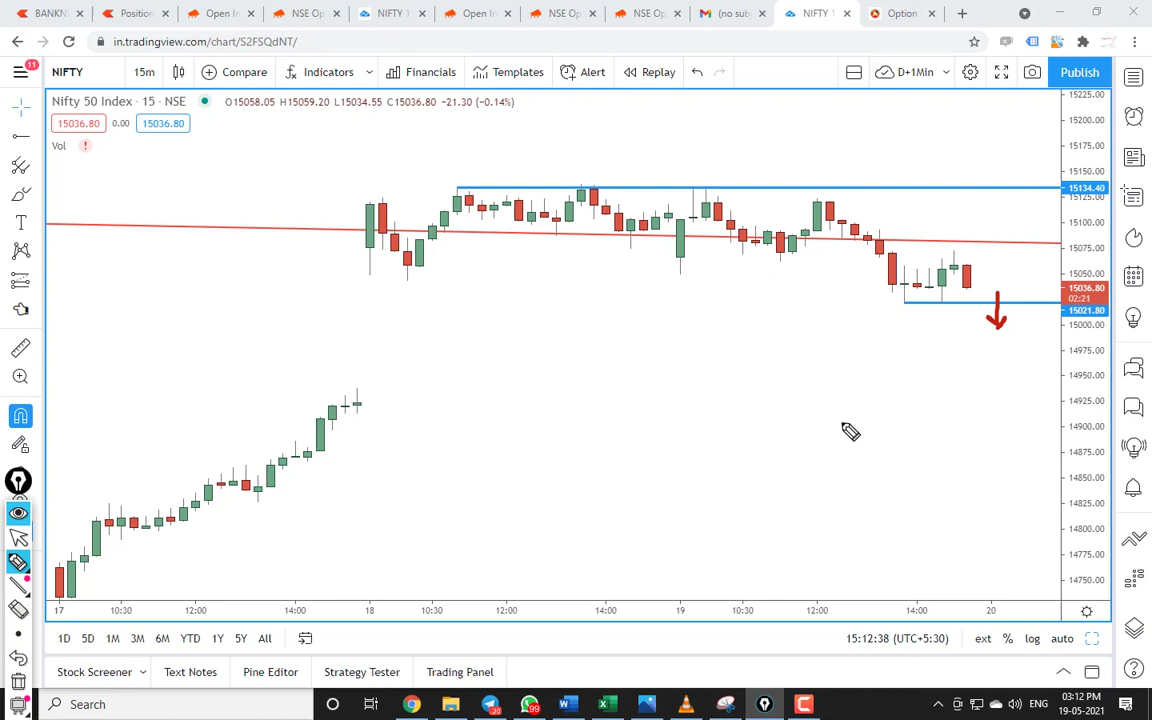 BANKN
Position
Open In
NSE Op
NIFTY 1
Open In
NSE Op
NSE Op
(no sub
NIFTY 1
Option
in.tradingview.com/chart/S2FSQdNT/
11
NIFTY
15m
Compare
Indicators
Financials
Templates
Alert
Replay
D+1Min
Publish
Nifty 50 Index · 15 · NSE
O15058.05 H15059.20 L15034.55 C15036.80 −21.30 (−0.14%)
15036.80 0.00 15036.80
Vol !
15225.00
15200.00
15175.00
15150.00
15134.40
15125.00
15100.00
15075.00
15050.00
15036.80
02:21
15021.80
15000.00
14975.00
14950.00
14925.00
14900.00
14875.00
14850.00
14825.00
14800.00
14775.00
14750.00
17 10:30 12:00 14:00 18 10:30 12:00 14:00 19 10:30 12:00 14:00 20
1D 5D 1M 3M 6M YTD 1Y 5Y All
15:12:38 (UTC+5:30) ext % log auto
Stock Screener Text Notes Pine Editor Strategy Tester Trading Panel
Search
20
99
ENG
03:12 PM
19-05-2021